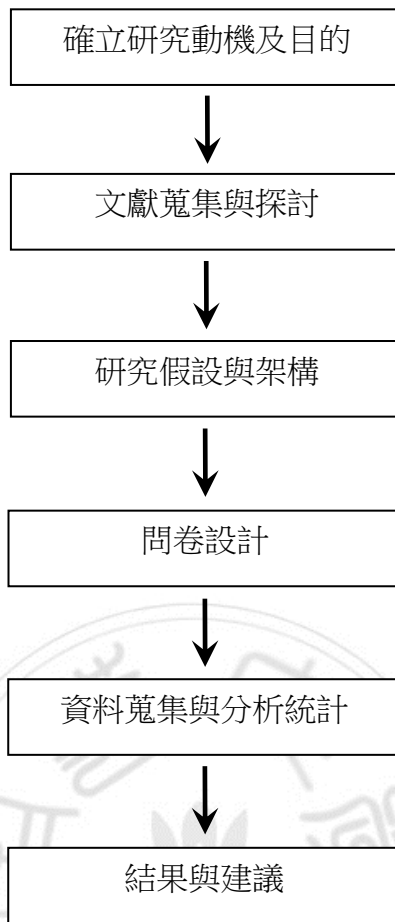 確立研究動機及目的
文獻蒐集與探討
研究假設與架構
問卷設計
資料蒐集與分析統計
結果與建議